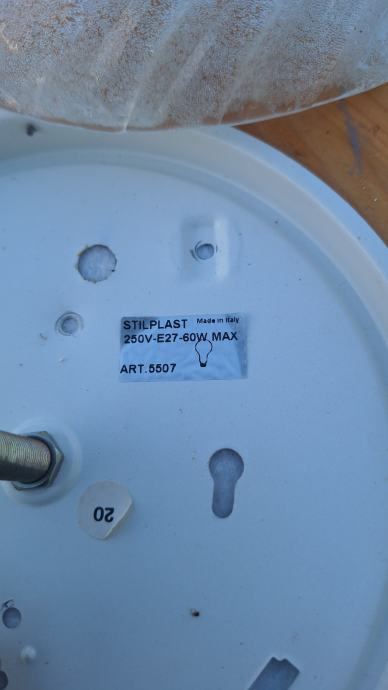 STILPLAST Made in Italy
250V-E27-60W MAX
ART.5507
20